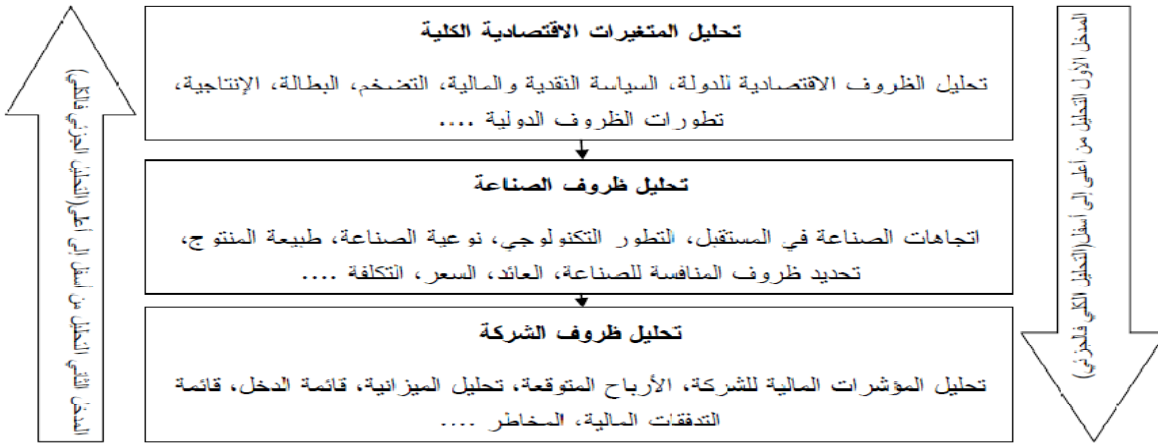 المدخل الأول التحليل من أعلى إلى أسفل(التحليل الكلي فالجزئي)
تحليل المتغيرات الاقتصادية الكلية
تحليل الظروف الاقتصادية للدولة، السياسة النقدية والمالية، التضخم، البطالة، الإنتاجية،
تطورات الظروف الدولية ....
تحليل ظروف الصناعة
اتجاهات الصناعة في المستقبل، التطور التكنولوجي، نوعية الصناعة، طبيعة المنتوج،
تحديد ظروف المنافسة للصناعة، العائد، السعر، التكلفة ....
تحليل ظروف الشركة
تحليل المؤشرات المالية للشركة، الأرباح المتوقعة، تحليل الميزانية، قائمة الدخل، قائمة
التدفقات المالية، المخاطر ....
المدخل الثاني التحليل من أسفل إلى أعلى(التحليل الجزئي فالكلي)